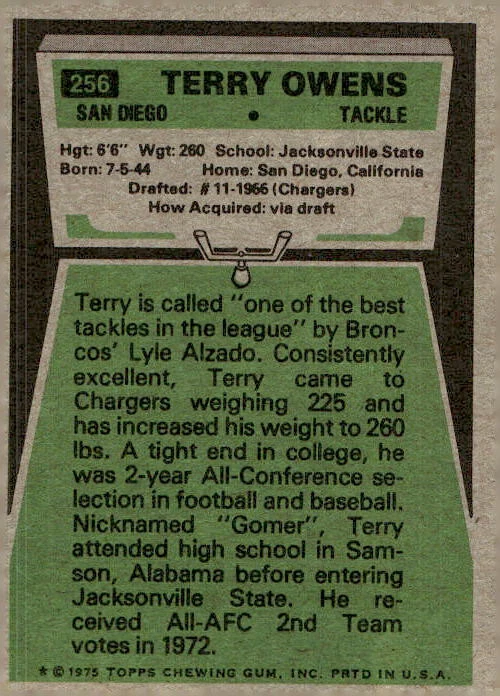 256 TERRY OWENS
SAN DIEGO • TACKLE
Hgt: 6'6" Wgt: 260 School: Jacksonville State
Born: 7-5-44 Home: San Diego, California
Drafted: #11-1966 (Chargers)
How Acquired: via draft
Terry is called "one of the best
tackles in the league" by Bron-
cos' Lyle Alzado. Consistently
excellent, Terry came to
Chargers weighing 225 and
has increased his weight to 260
lbs. A tight end in college, he
was 2-year All-Conference se-
lection in football and baseball.
Nicknamed "Gomer", Terry
attended high school in Sam-
son, Alabama before entering
Jacksonville State. He re-
ceived All-AFC 2nd Team
votes in 1972.
* © 1975 TOPPS CHEWING GUM, INC. PRTD IN U.S.A.